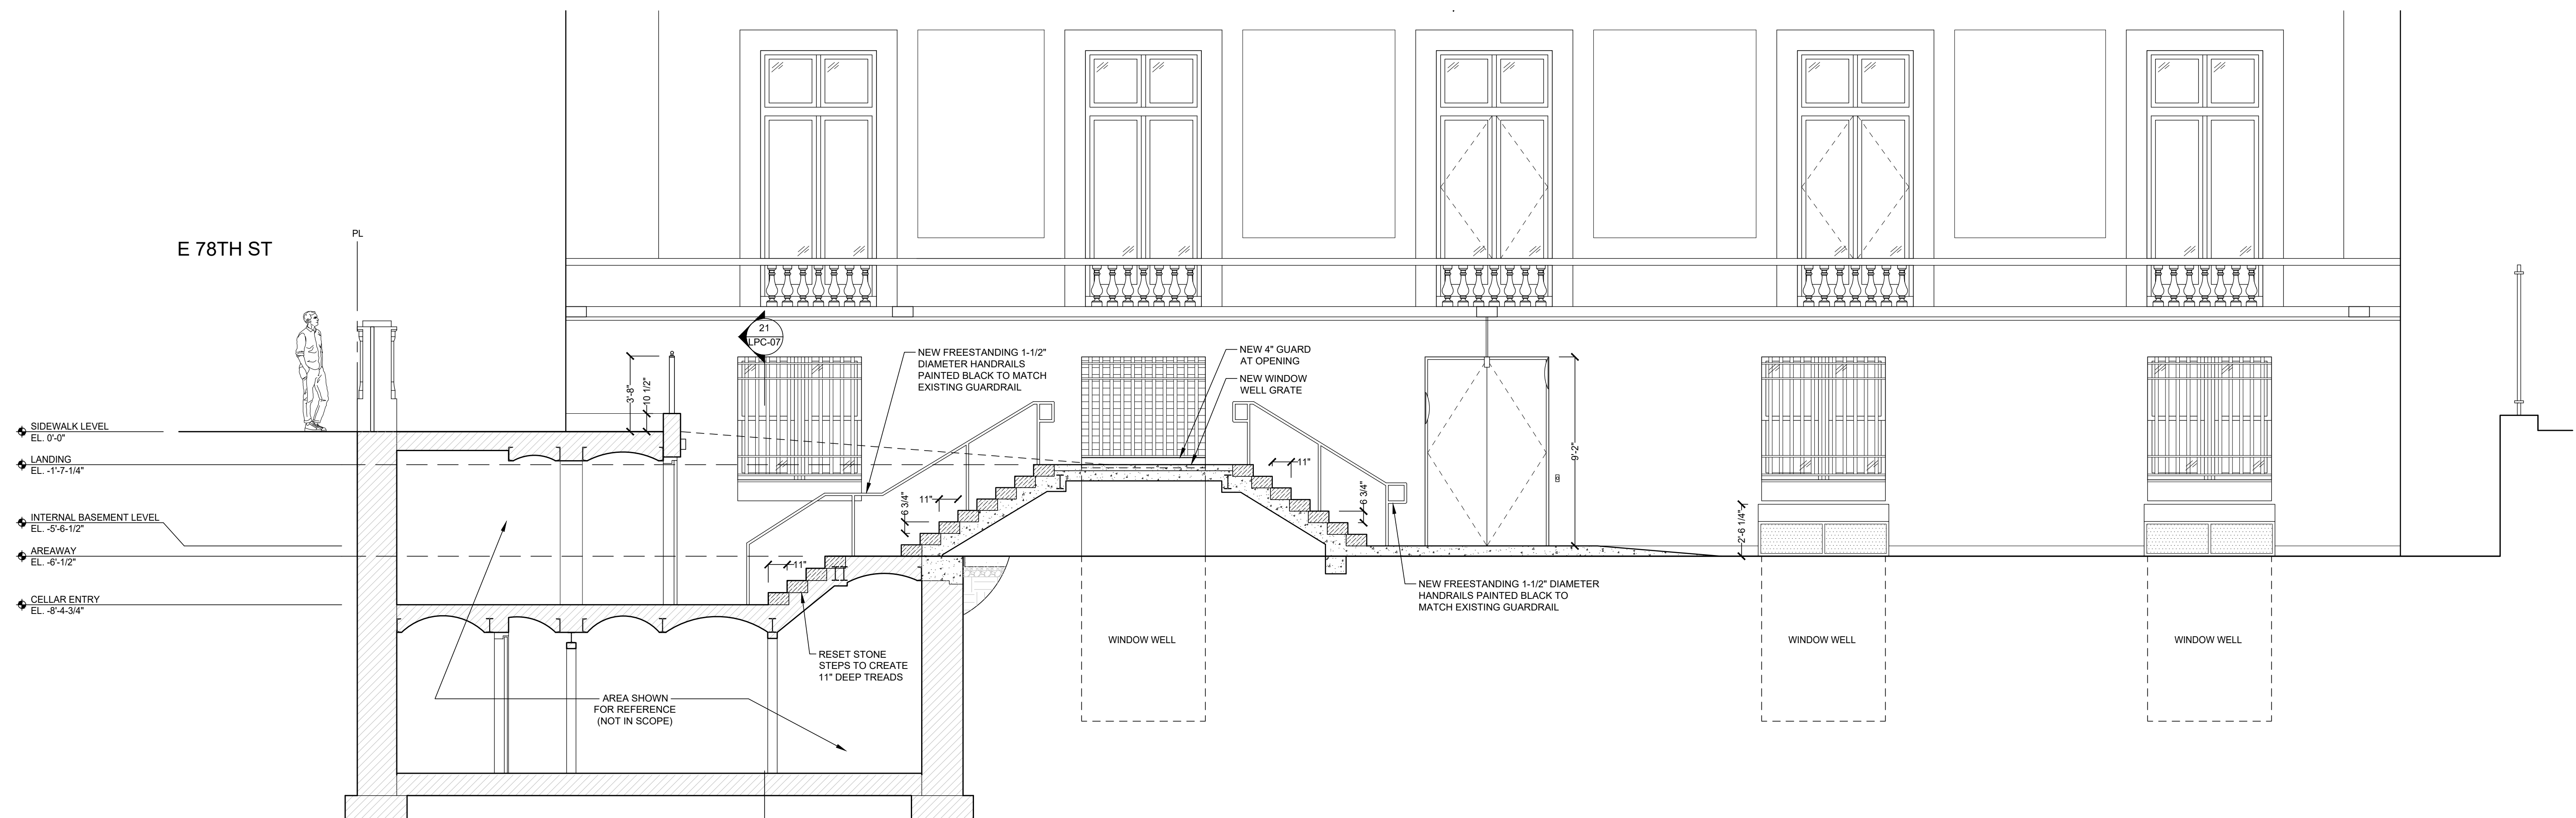 E 78TH ST
PL
21
LPC-07
NEW FREESTANDING 1-1/2"
DIAMETER HANDRAILS
PAINTED BLACK TO MATCH
EXISTING GUARDRAIL
NEW 4" GUARD
AT OPENING
NEW WINDOW
WELL GRATE
3'-8"
10 1/2"
SIDEWALK LEVEL
EL. 0'-0"
LANDING
EL. -1'-7-1/4"
INTERNAL BASEMENT LEVEL
EL. -5'-6-1/2"
AREAWAY
EL. -6'-1/2"
CELLAR ENTRY
EL. -8'-4-3/4"
11"
6 3/4"
11"
11"
6 3/4"
9'-2"
2'-6 1/4"
NEW FREESTANDING 1-1/2" DIAMETER
HANDRAILS PAINTED BLACK TO
MATCH EXISTING GUARDRAIL
RESET STONE
STEPS TO CREATE
11" DEEP TREADS
AREA SHOWN
FOR REFERENCE
(NOT IN SCOPE)
WINDOW WELL
WINDOW WELL
WINDOW WELL